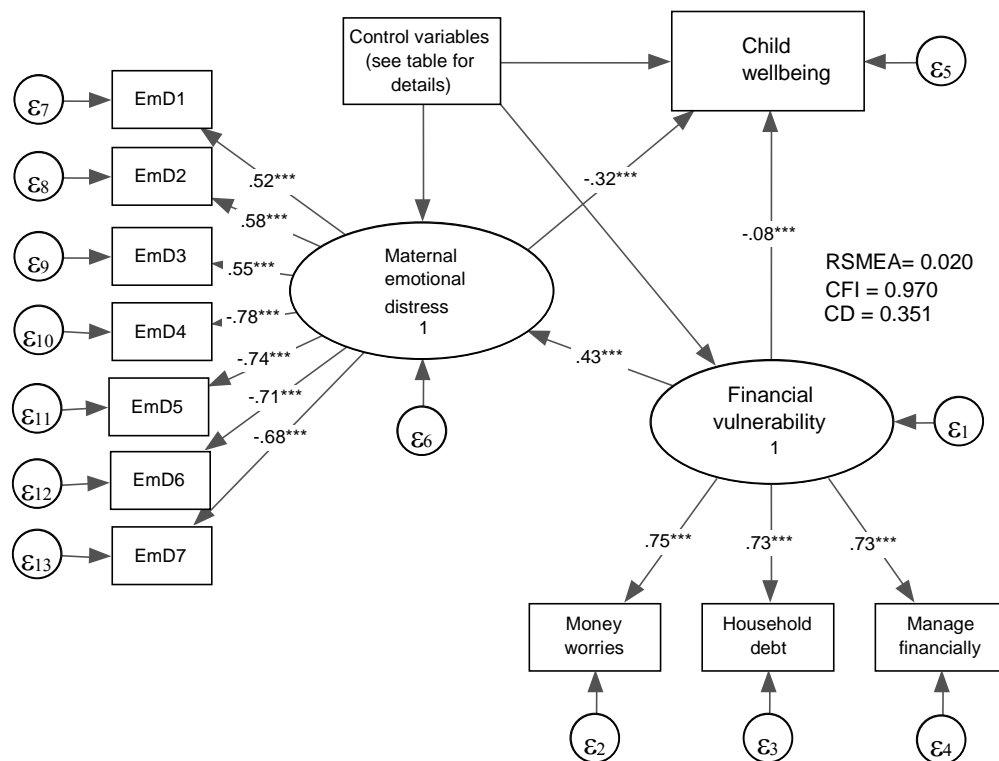 Control variables
(see table for
details)
Child
wellbeing
ε5
ε7
EmD1
ε8
EmD2
ε9
EmD3
ε10
EmD4
ε11
EmD5
ε12
EmD6
ε13
EmD7
.52***
.58***
.55***
-.78***
-.74***
-.71***
-.68***
Maternal
emotional
distress
1
ε6
-.32***
-.08***
.43***
RSMEA= 0.020
CFI = 0.970
CD = 0.351
Financial
vulnerability
1
ε1
.75***
.73***
.73***
Money
worries
Household
debt
Manage
financially
ε2
ε3
ε4